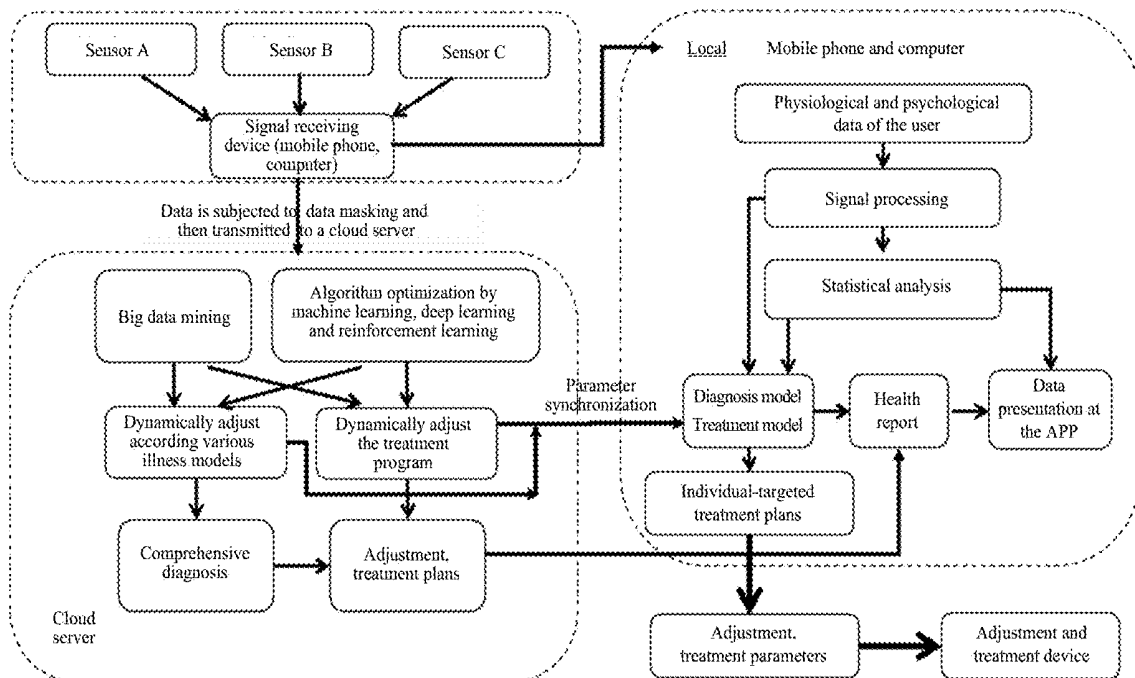 Sensor A
Sensor B
Sensor C
Signal receiving
device (mobile phone,
computer)
Data is subjected to data masking and
then transmitted to a cloud server
Big data mining
Algorithm optimization by
machine learning, deep learning
and reinforcement learning
Dynamically adjust
according various
illness models
Dynamically adjust
the treatment
program
Comprehensive
diagnosis
Adjustment,
treatment plans
Cloud
server
Parameter
synchronization
Local
Mobile phone and computer
Physiological and psychological
data of the user
Signal processing
Statistical analysis
Diagnosis model
Treatment model
Health
report
Data
presentation at
the APP
Individual-targeted
treatment plans
Adjustment,
treatment parameters
Adjustment and
treatment device